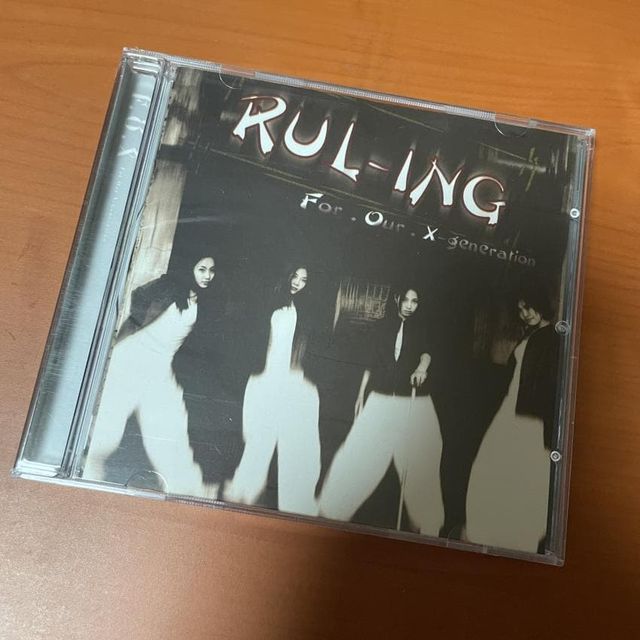 RUL-ING
For . Our . X-generation